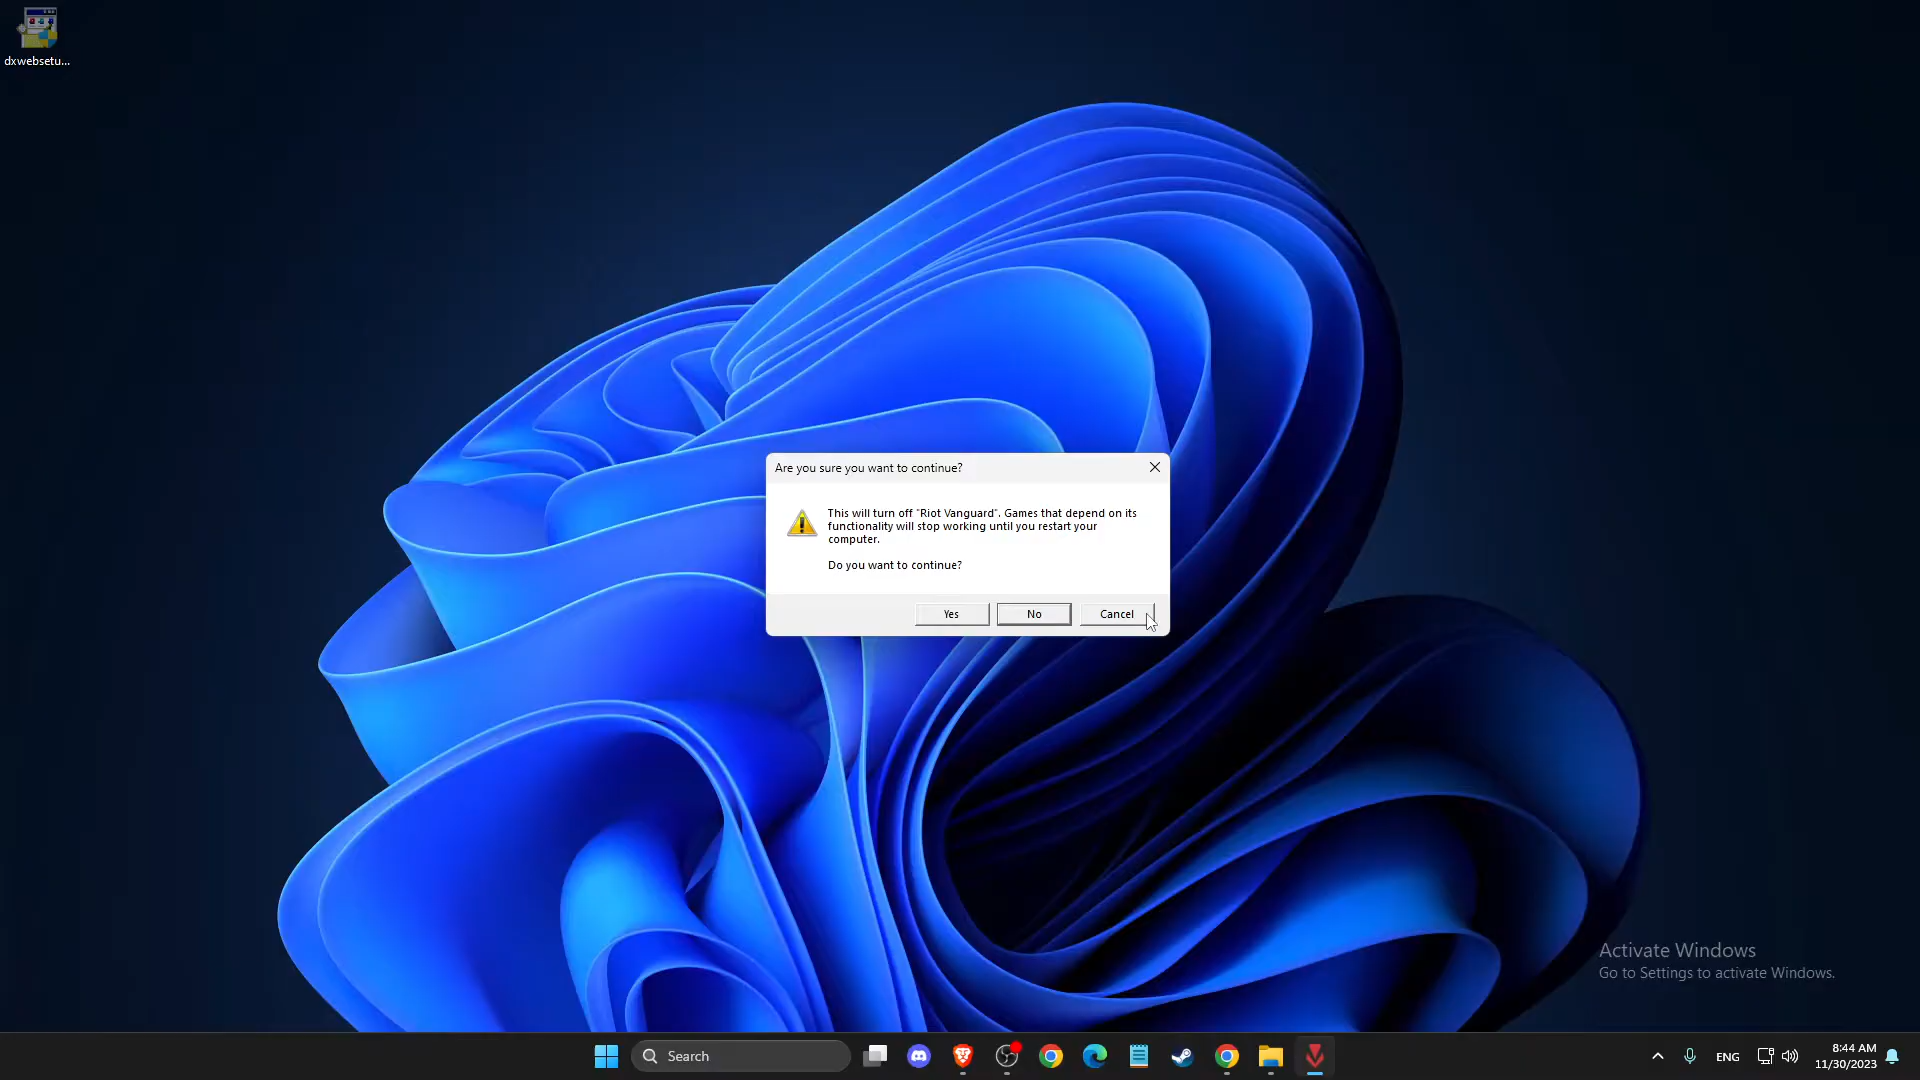 dxwebsetu...
Are you sure you want to continue?
This will turn off "Riot Vanguard". Games that depend on its
functionality will stop working until you restart your
computer.
Do you want to continue?
Yes
No
Cancel
Activate Windows
Go to Settings to activate Windows.
Search
ENG
8:44 AM
11/30/2023